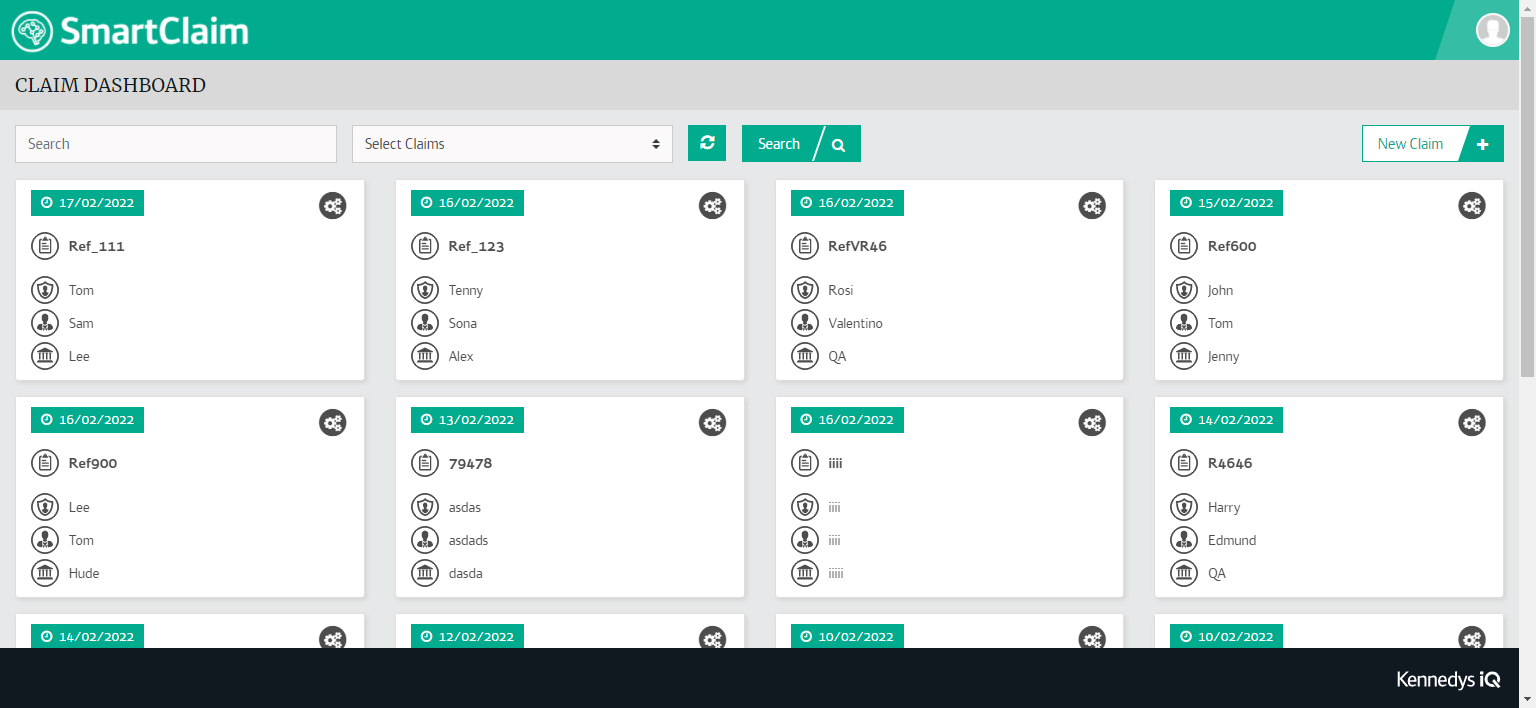 SmartClaim
CLAIM DASHBOARD
Search
Select Claims
Search
New Claim
17/02/2022
Ref_111
Tom
Sam
Lee
16/02/2022
Ref_123
Tenny
Sona
Alex
16/02/2022
RefVR46
Rosi
Valentino
QA
15/02/2022
Ref600
John
Tom
Jenny
16/02/2022
Ref900
Lee
Tom
Hude
13/02/2022
79478
asdas
asdads
dasda
16/02/2022
iiii
iiii
iiii
iiiii
14/02/2022
R4646
Harry
Edmund
QA
14/02/2022
12/02/2022
10/02/2022
10/02/2022
Kennedys iQ